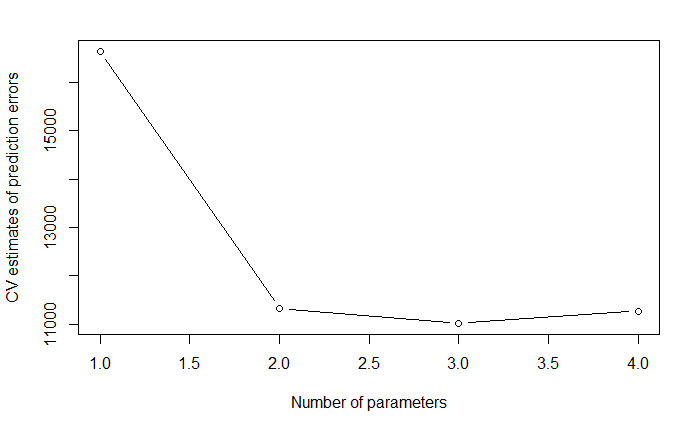 CV estimates of prediction errors
15000
13000
11000
1.0 1.5 2.0 2.5 3.0 3.5 4.0
Number of parameters